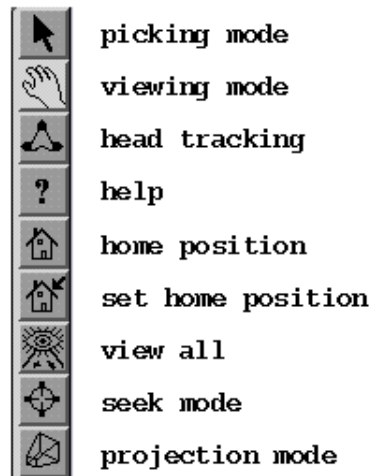 picking mode
viewing mode
head tracking
? help
home position
set home position
view all
seek mode
projection mode